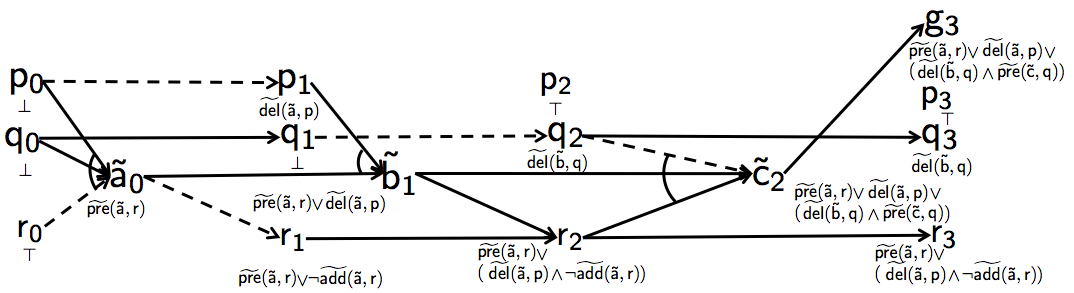 p₀
⊥
q₀
⊥
r₀
⊤
ã₀
p̃re(ã, r)
p₁
d̃el(ã, p)
q₁
⊥
r₁
p̃re(ã, r)∨¬ãdd(ã, r)
b̃₁
p̃re(ã, r)∨d̃el(ã, p)
p₂
⊤
q₂
d̃el(b̃, q)
r₂
p̃re(ã, r)∨
( d̃el(ã, p)∧¬ãdd(ã, r))
c̃₂
p̃re(ã, r)∨ d̃el(ã, p)∨
(d̃el(b̃, q) ∧ p̃re(c̃, q))
g₃
p̃re(ã, r)∨ d̃el(ã, p)∨
(d̃el(b̃, q) ∧ p̃re(c̃, q))
p₃
⊤
q₃
d̃el(b̃, q)
r₃
p̃re(ã, r)∨
( d̃el(ã, p)∧¬ãdd(ã, r))